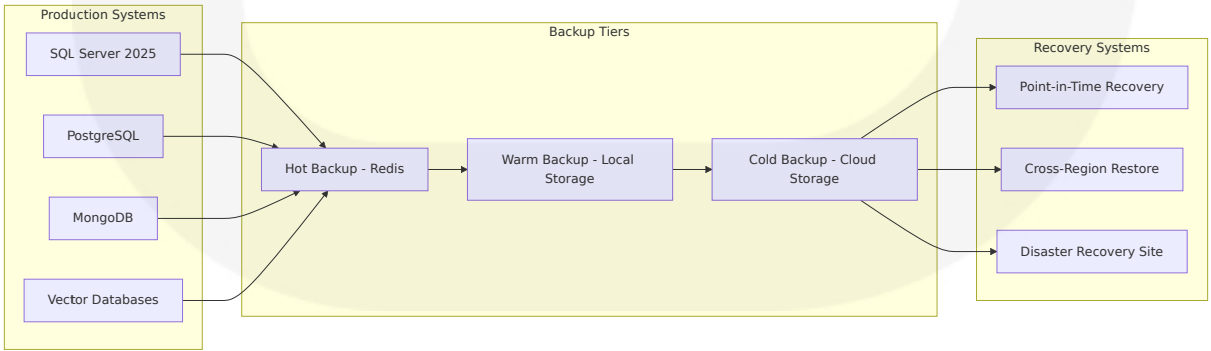 Production Systems
SQL Server 2025
PostgreSQL
MongoDB
Vector Databases
Backup Tiers
Hot Backup - Redis
Warm Backup - Local
Storage
Cold Backup - Cloud
Storage
Recovery Systems
Point-in-Time Recovery
Cross-Region Restore
Disaster Recovery Site